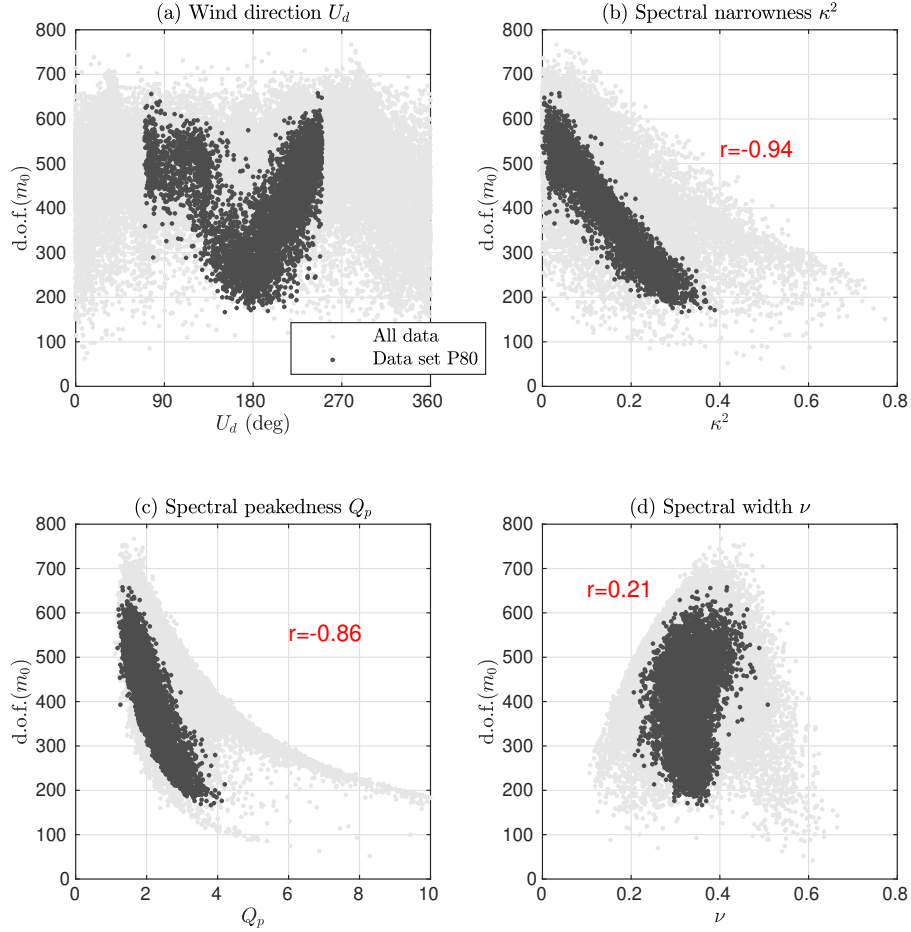 (a) Wind direction U_d
800
700
600
500
400
300
200
100
0
d.o.f.(m_0)
0 90 180 270 360
U_d (deg)
All data
Data set P80
(b) Spectral narrowness κ^2
800
700
600
500
400
300
200
100
0
d.o.f.(m_0)
r=-0.94
0 0.2 0.4 0.6 0.8
κ^2
(c) Spectral peakedness Q_p
800
700
600
500
400
300
200
100
0
d.o.f.(m_0)
r=-0.86
0 2 4 6 8 10
Q_p
(d) Spectral width ν
800
700
600
500
400
300
200
100
0
d.o.f.(m_0)
r=0.21
0 0.2 0.4 0.6 0.8
ν